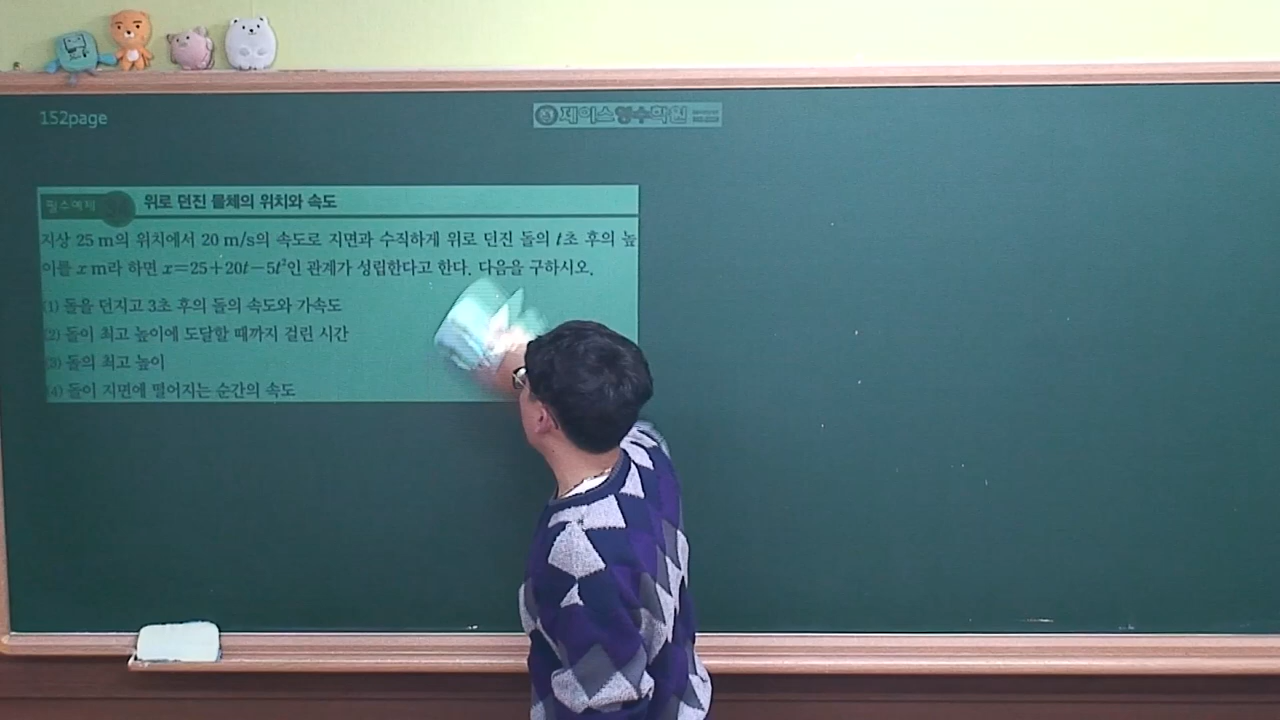 152page
제이스영수학원
필수예제
위로 던진 물체의 위치와 속도
지상 25 m의 위치에서 20 m/s의 속도로 지면과 수직하게 위로 던진 돌의 t초 후의 높
이를 x m라 하면 x=25+20t-5t²인 관계가 성립한다고 한다. 다음을 구하시오.
(1) 돌을 던지고 3초 후의 돌의 속도와 가속도
(2) 돌이 최고 높이에 도달할 때까지 걸린 시간
(3) 돌의 최고 높이
(4) 돌이 지면에 떨어지는 순간의 속도